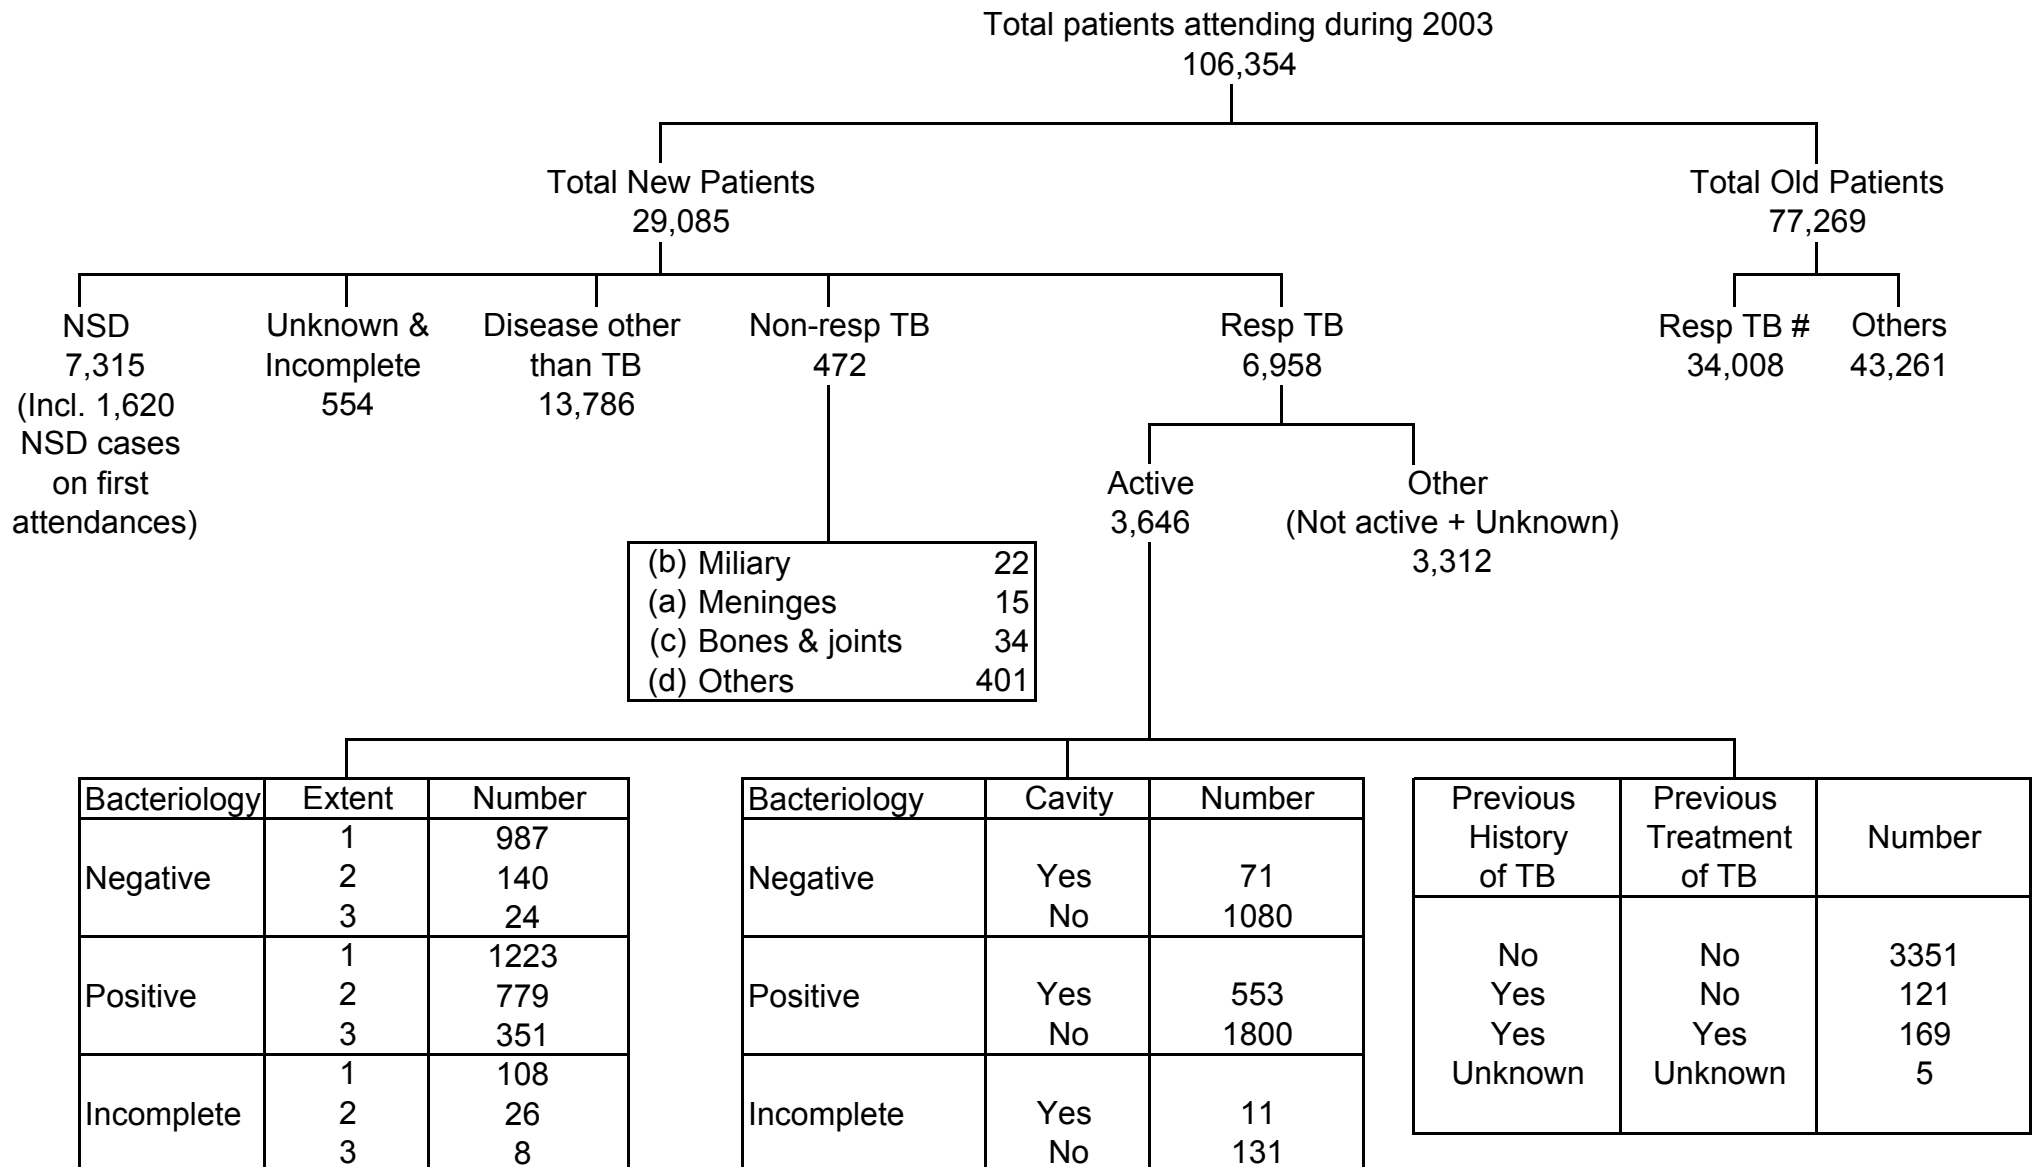 Total patients attending during 2003
106,354
Total New Patients
29,085
Total Old Patients
77,269
NSD
7,315
(Incl. 1,620
NSD cases
on first
attendances)
Unknown &
Incomplete
554
Disease other
than TB
13,786
Non-resp TB
472
Resp TB
6,958
Resp TB #
34,008
Others
43,261
Active
3,646
Other
(Not active + Unknown)
3,312
(b) Miliary 22
(a) Meninges 15
(c) Bones & joints 34
(d) Others 401
Bacteriology Extent Number
1 987
Negative 2 140
3 24
1 1223
Positive 2 779
3 351
1 108
Incomplete 2 26
3 8
Bacteriology Cavity Number
Negative Yes 71
No 1080
Positive Yes 553
No 1800
Incomplete Yes 11
No 131
Previous Previous
History Treatment Number
of TB of TB
No No 3351
Yes No 121
Yes Yes 169
Unknown Unknown 5